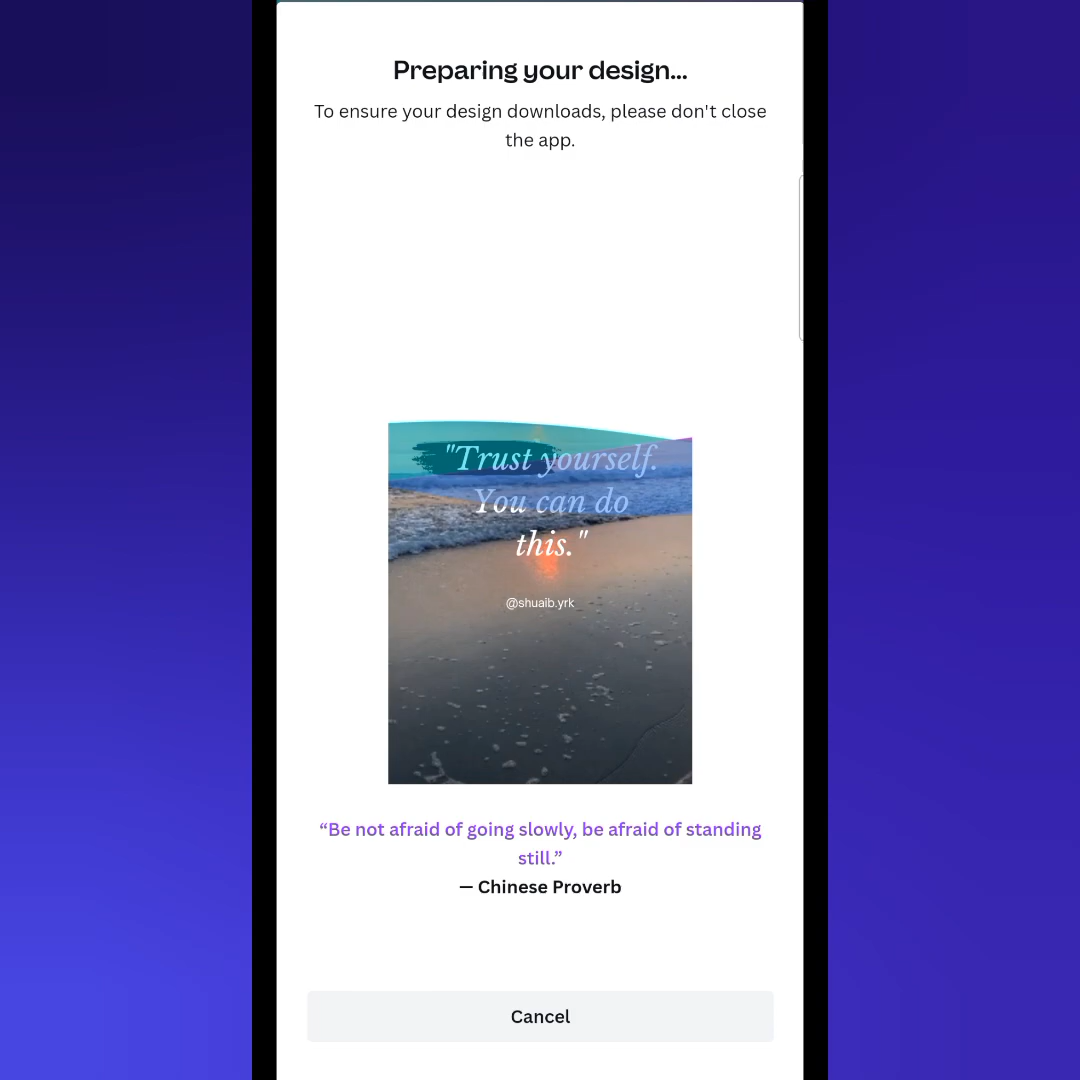 Preparing your design...
To ensure your design downloads, please don't close
the app.
"Trust yourself.
You can do
this."
@shuaib.yrk
“Be not afraid of going slowly, be afraid of standing
still.”
— Chinese Proverb
Cancel